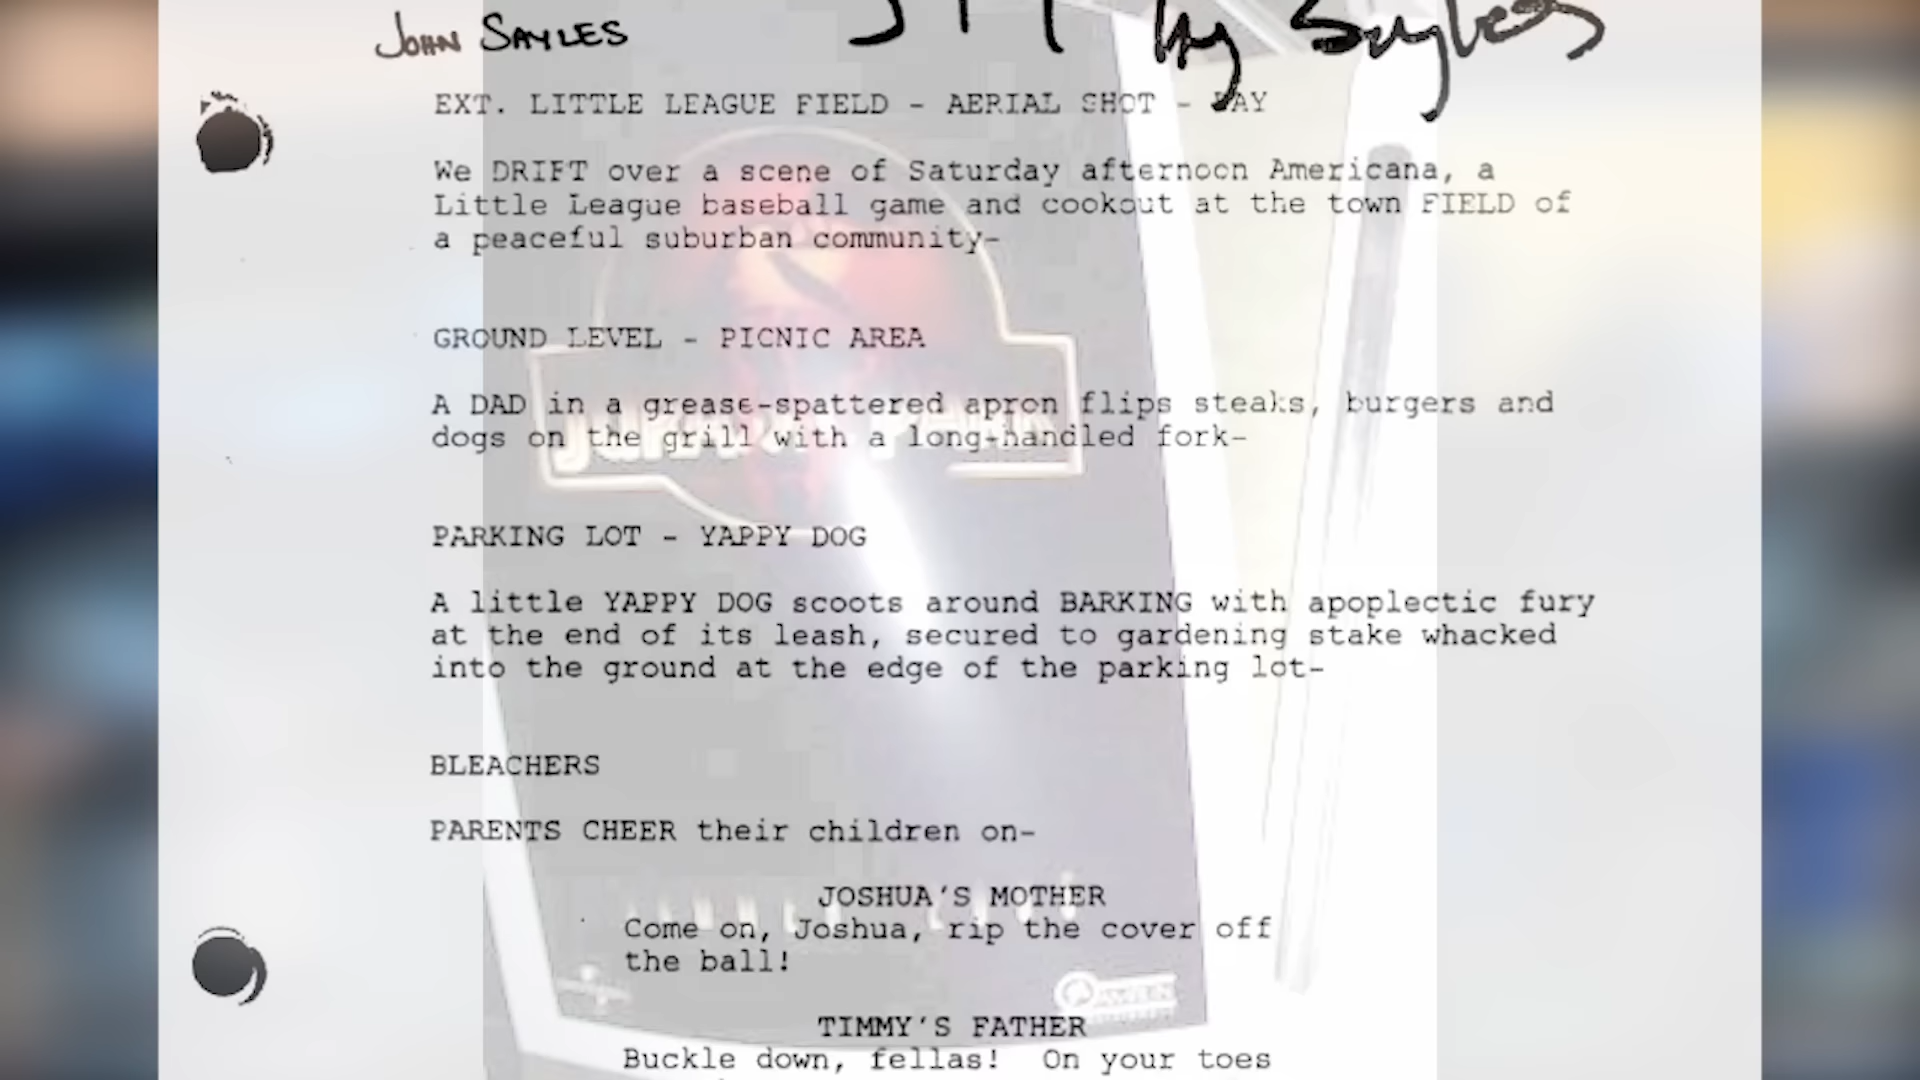 JOHN SAYLES
by Sayles
EXT. LITTLE LEAGUE FIELD - AERIAL SHOT - DAY
We DRIFT over a scene of Saturday afternoon Americana, a
Little League baseball game and cookout at the town FIELD of
a peaceful suburban community-
GROUND LEVEL - PICNIC AREA
A DAD in a grease-spattered apron flips steaks, burgers and
dogs on the grill with a long-handled fork-
JURASSIC PARK
PARKING LOT - YAPPY DOG
A little YAPPY DOG scoots around BARKING with apoplectic fury
at the end of its leash, secured to gardening stake whacked
into the ground at the edge of the parking lot-
BLEACHERS
PARENTS CHEER their children on-
JOSHUA'S MOTHER
Come on, Joshua, rip the cover off
the ball!
AMBLIN
TIMMY'S FATHER
Buckle down, fellas! On your toes